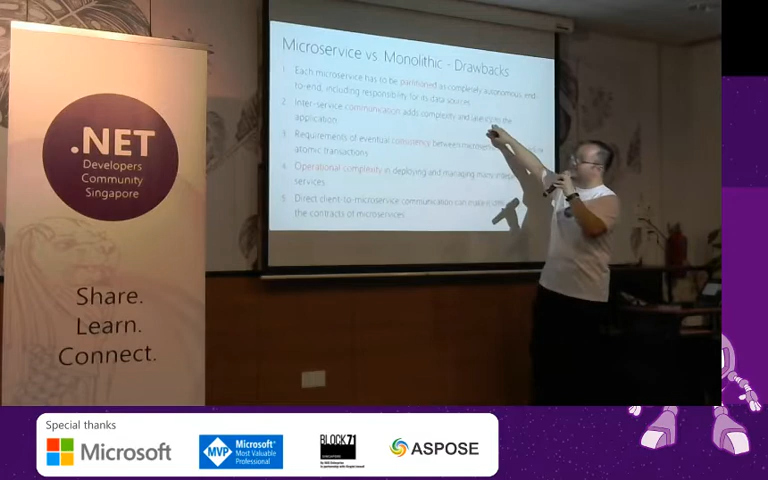 .NET
Developers
Community
Singapore
Share.
Learn.
Connect.
Microservice vs Monolithic - Drawbacks
1. Each microservice has to be partitioned as completely autonomous, end-
to-end, including responsibility for its data sources
2. Inter-service communication adds complexity and latency to the
application
3. Requirements of eventual consistency between
atomic transactions
4. Operational complexity in deploying and managing many
services
5. Direct client-to-microservice communication can make it
the contracts of microservices
Special thanks
Microsoft
MVP
Microsoft®
Most Valuable
Professional
BLOCK71
ASPOSE